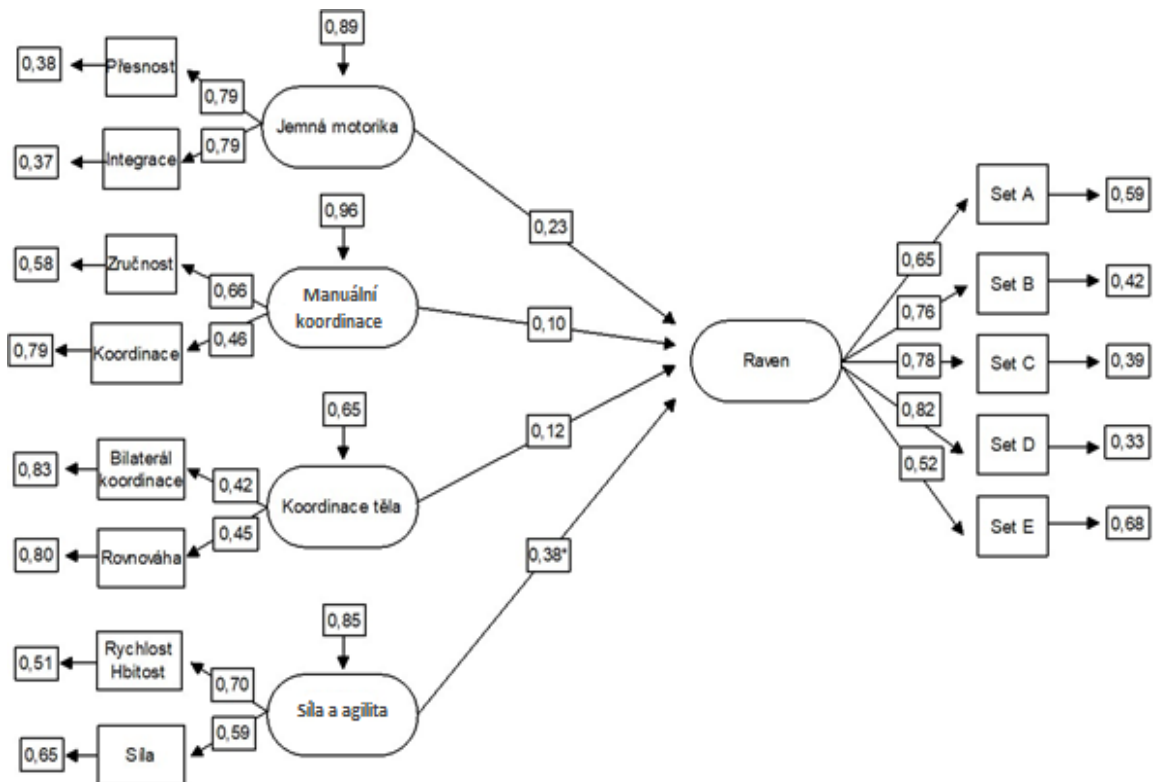 0,89
0,38
Přesnost
0,79
Jemná motorika
0,37
Integrace
0,79
0,96
0,23
0,58
Zručnost
0,66
Manuální
koordinace
0,10
0,79
Koordinace
0,46
0,65
0,12
0,83
Bilaterál
koordinace
0,42
Koordinace těla
0,80
Rovnováha
0,45
0,38*
0,85
0,51
Rychlost
Hbitost
0,70
Síla a agilita
0,65
Síla
0,59
Raven
0,65
Set A
0,59
0,76
Set B
0,42
0,78
Set C
0,39
0,82
Set D
0,33
0,52
Set E
0,68